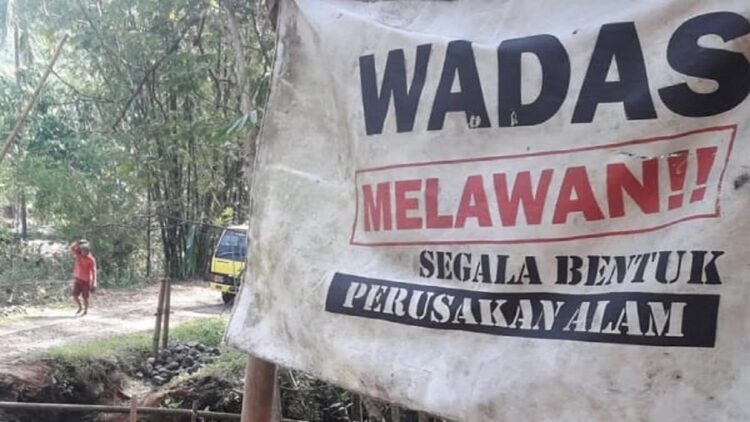 WADAS
MELAWAN!!
SEGALA BENTUK
PERUSAKAN ALAM